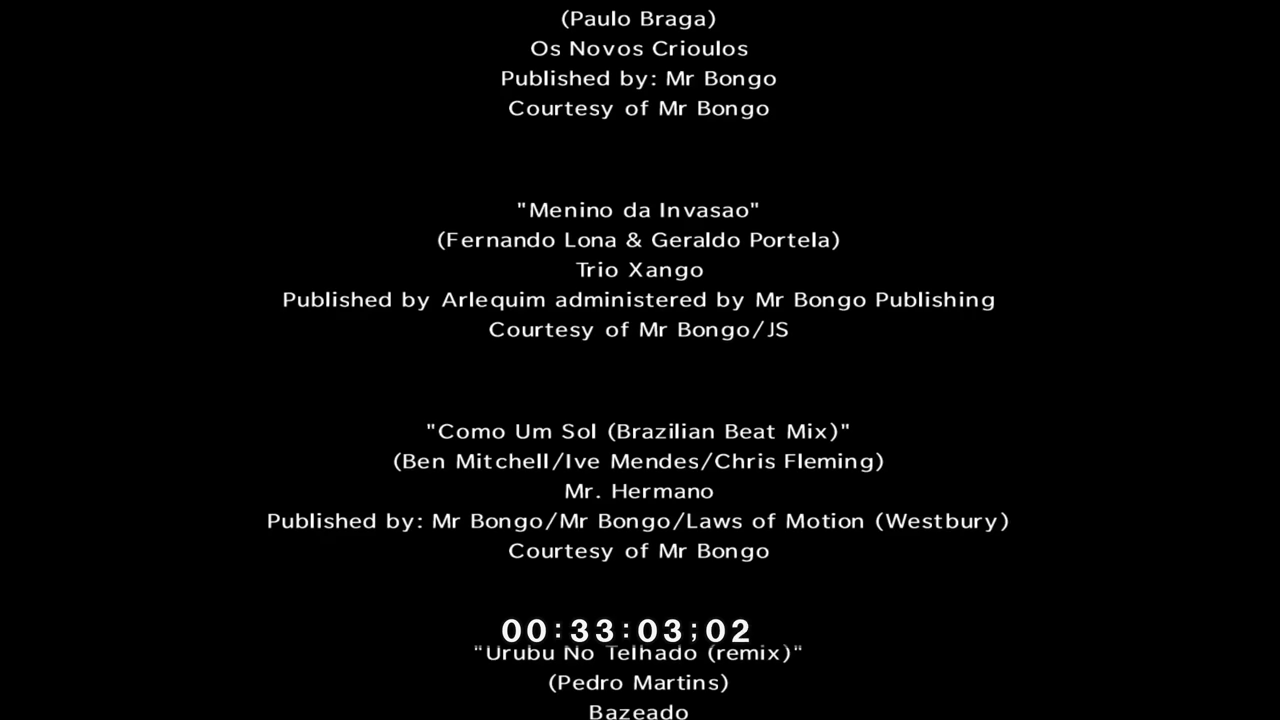 (Paulo Braga)
Os Novos Crioulos
Published by: Mr Bongo
Courtesy of Mr Bongo
"Menino da Invasao"
(Fernando Lona & Geraldo Portela)
Trio Xango
Published by Arlequim administered by Mr Bongo Publishing
Courtesy of Mr Bongo/JS
"Como Um Sol (Brazilian Beat Mix)"
(Ben Mitchell/Ive Mendes/Chris Fleming)
Mr. Hermano
Published by: Mr Bongo/Mr Bongo/Laws of Motion (Westbury)
Courtesy of Mr Bongo
00:33:03;02
"Urubu No Telhado (remix)"
(Pedro Martins)
Bazeado